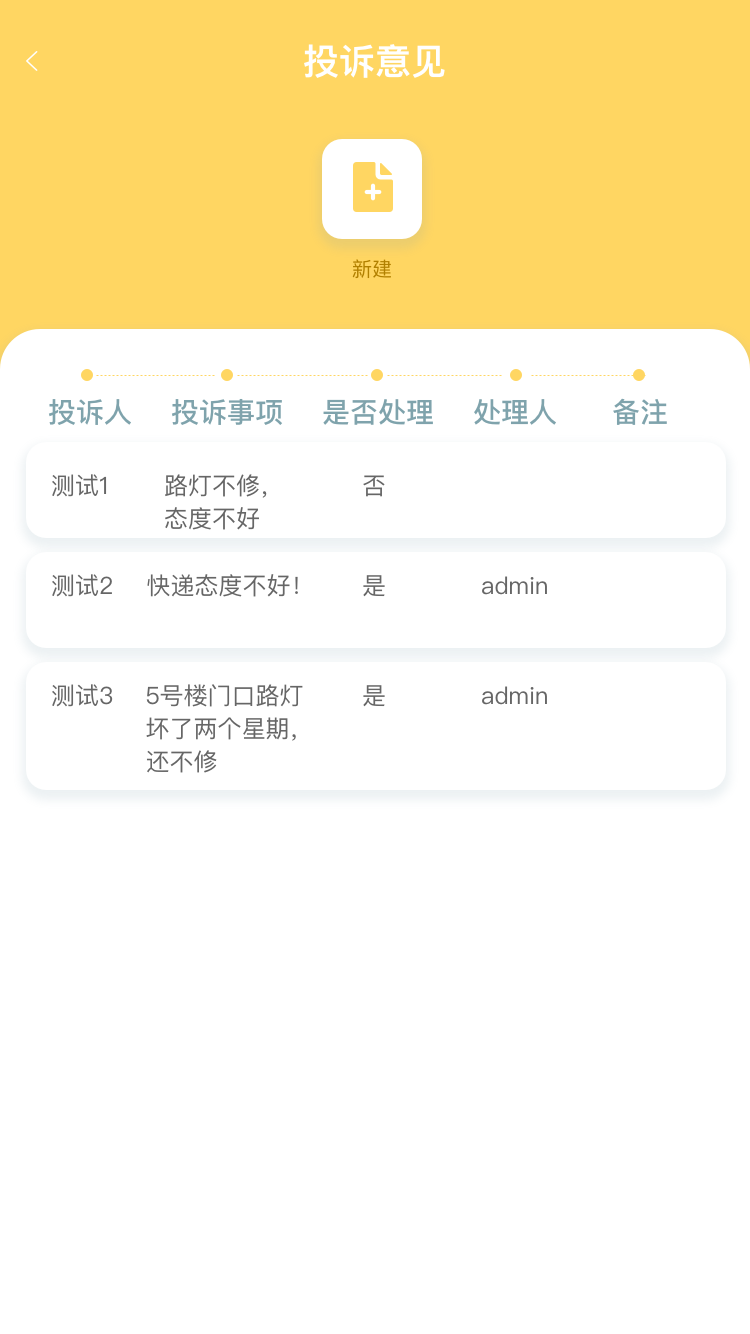 投诉意见
新建
投诉人 投诉事项 是否处理 处理人 备注
测试1 路灯不修， 否
态度不好
测试2 快递态度不好！ 是 admin
测试3 5号楼门口路灯 是 admin
坏了两个星期，
还不修